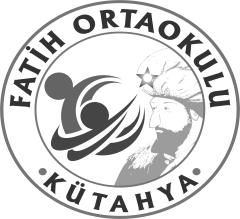 FATİH ORTAOKULU
• KÜTAHYA •